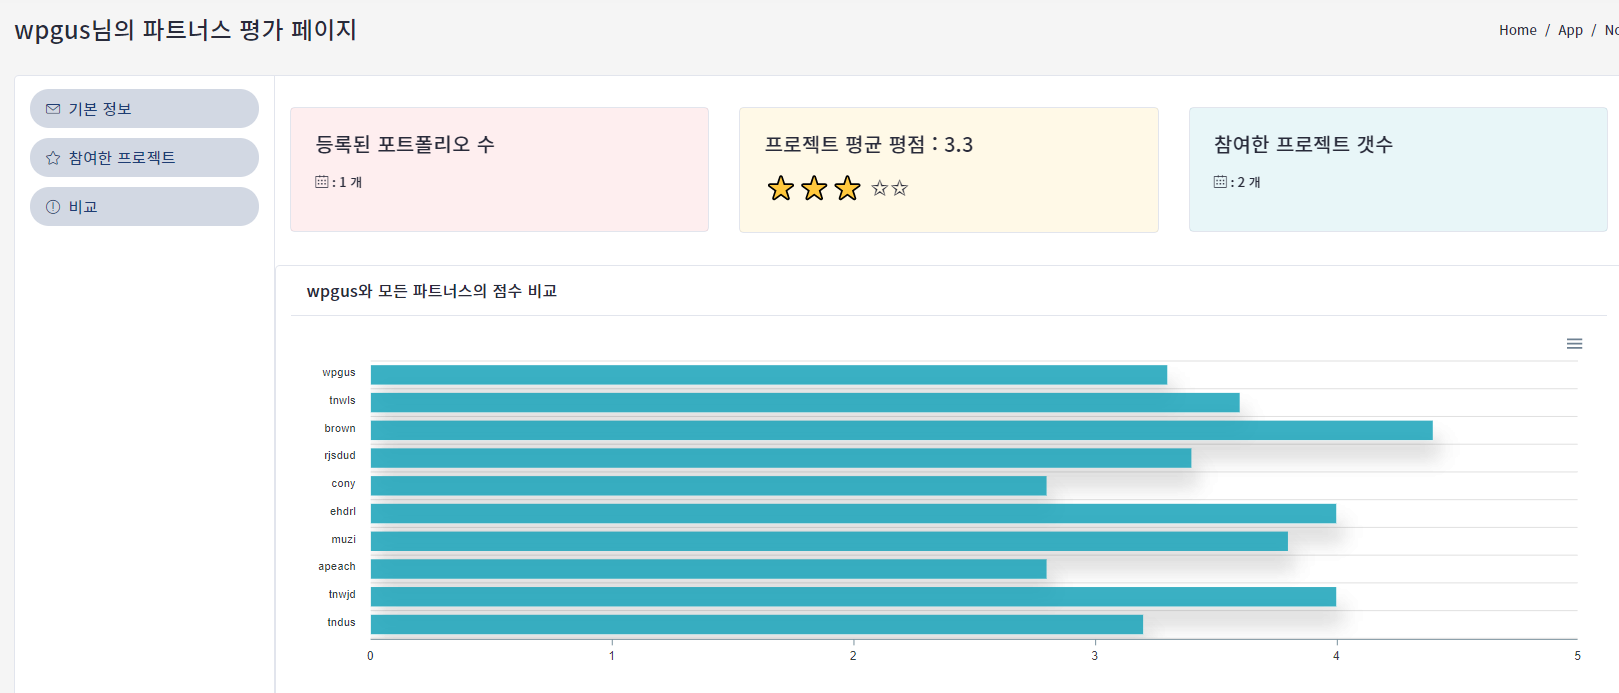 wpgus님의 파트너스 평가 페이지
Home / App / No
기본 정보
참여한 프로젝트
비교
등록된 포트폴리오 수
: 1 개
프로젝트 평균 평점 : 3.3
참여한 프로젝트 갯수
: 2 개
wpgus와 모든 파트너스의 점수 비교
wpgus
tnwls
brown
rjsdud
cony
ehdrl
muzi
apeach
tnwjd
tndus
0 1 2 3 4 5